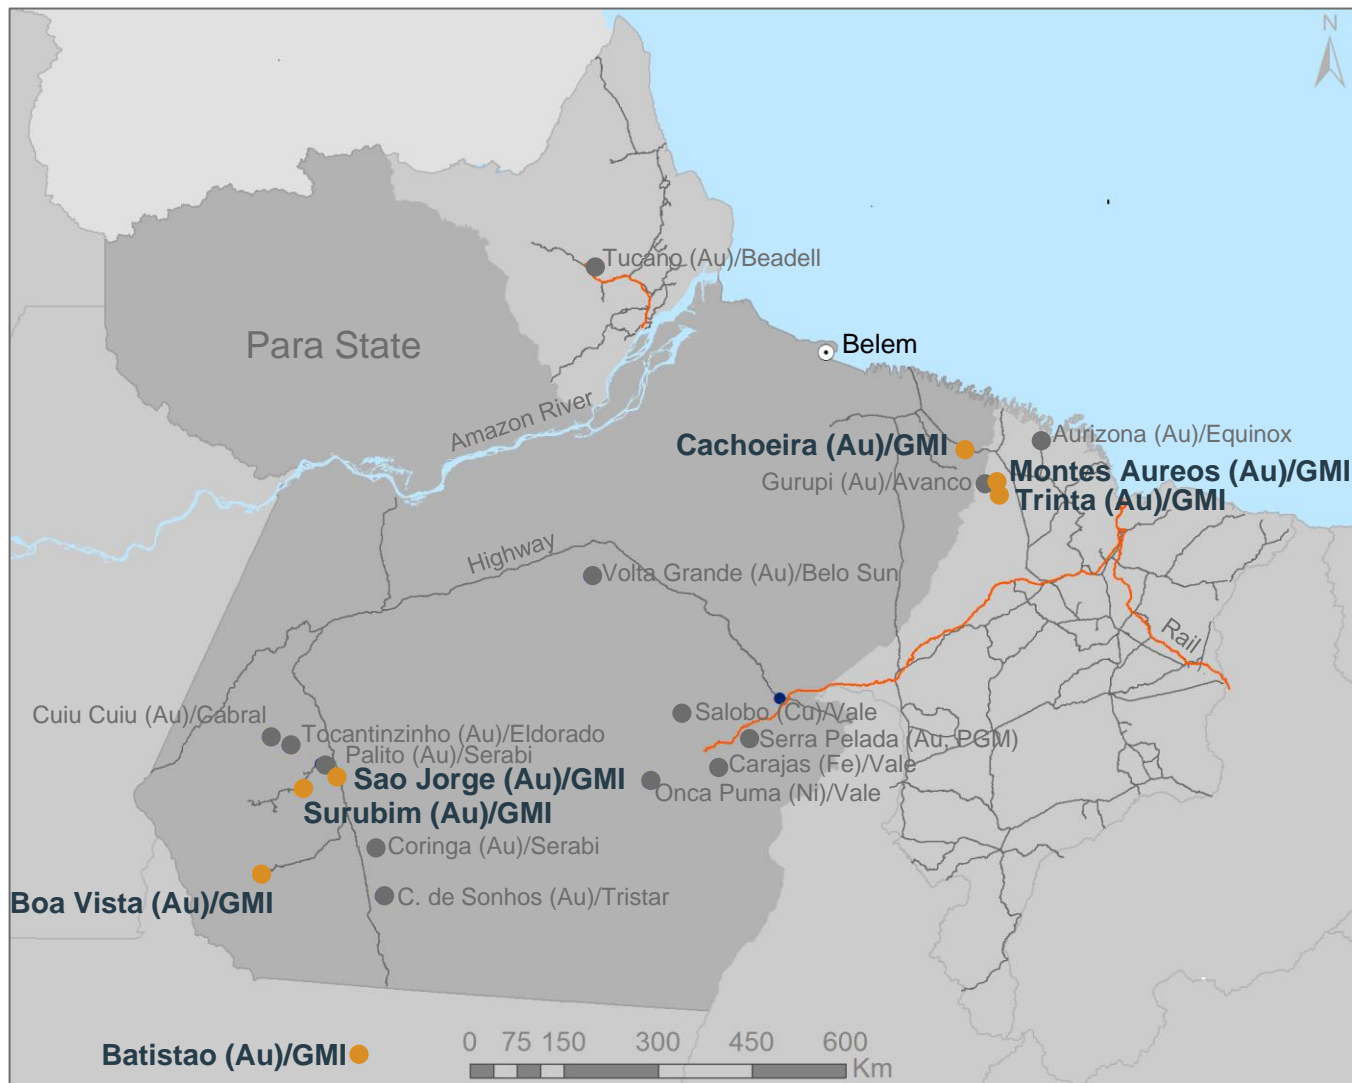 N
Tucano (Au)/Beadell
Para State
Belem
Amazon River
Cachoeira (Au)/GMI
Aurizona (Au)/Equinox
Gurupi (Au)/Avanco
Montes Aureos (Au)/GMI
Trinta (Au)/GMI
Highway
Volta Grande (Au)/Belo Sun
Rail
Cuiu Cuiu (Au)/Cabral
Tocantinzinho (Au)/Eldorado
Palito (Au)/Serabi
Sao Jorge (Au)/GMI
Surubim (Au)/GMI
Salobo (Cu)/Vale
Serra Pelada (Au, PGM)
Carajas (Fe)/Vale
Onca Puma (Ni)/Vale
Coringa (Au)/Serabi
Boa Vista (Au)/GMI
C. de Sonhos (Au)/Tristar
Batistao (Au)/GMI
0 75 150 300 450 600
Km